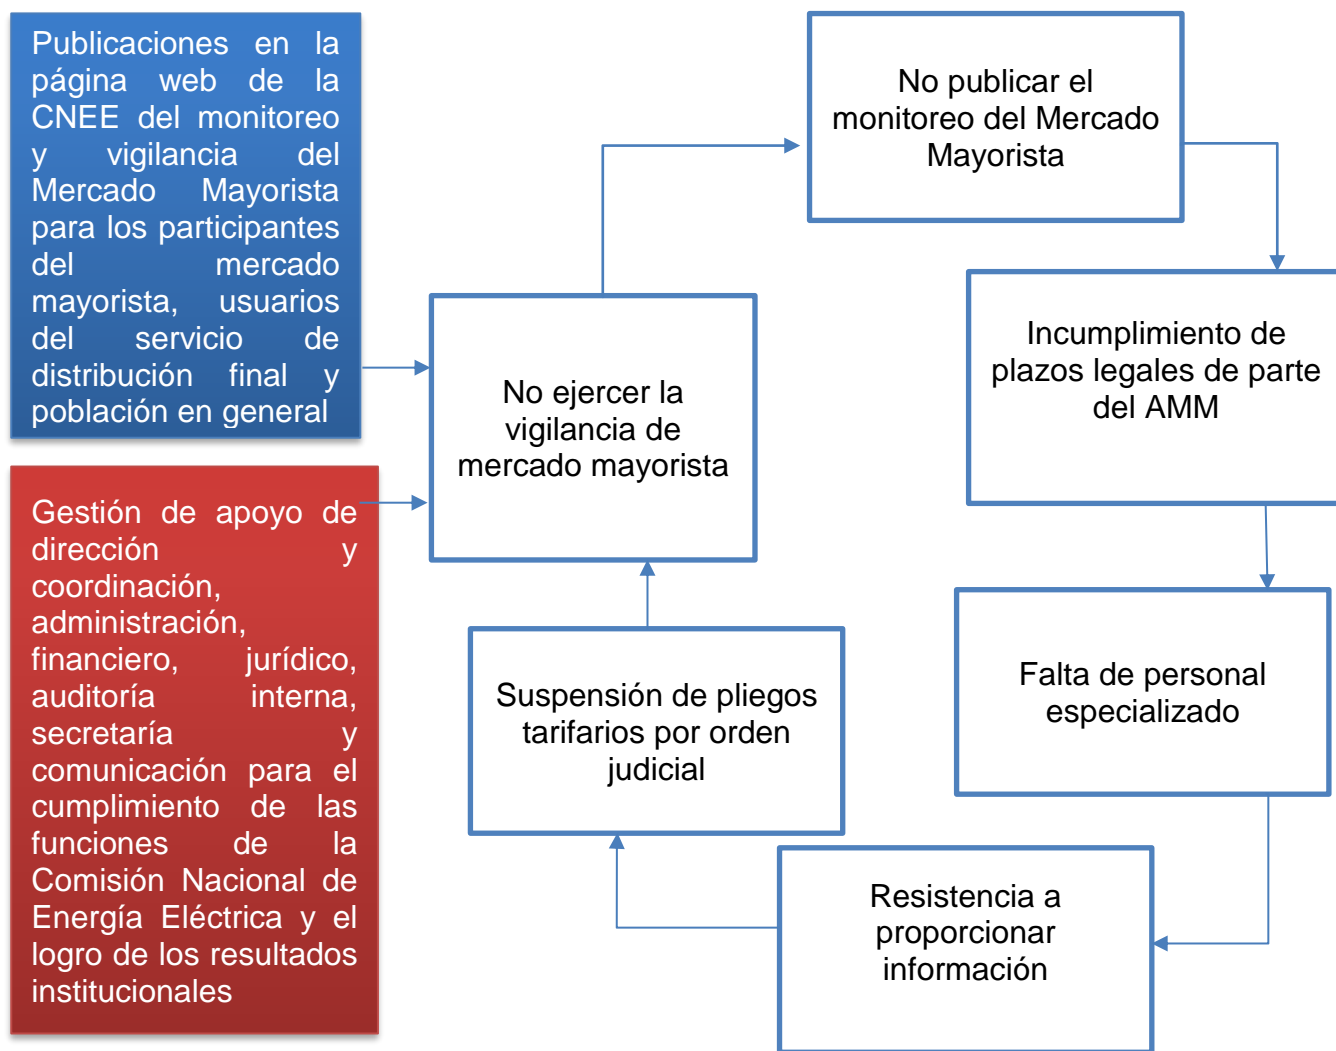 Publicaciones en la
página web de la
CNEE del monitoreo
y vigilancia del
Mercado Mayorista
para los participantes
del mercado
mayorista, usuarios
del servicio de
distribución final y
población en general
Gestión de apoyo de
dirección y
coordinación,
administración,
financiero, jurídico,
auditoría interna,
secretaría y
comunicación para el
cumplimiento de las
funciones de la
Comisión Nacional de
Energía Eléctrica y el
logro de los resultados
institucionales
No ejercer la
vigilancia de
mercado mayorista
No publicar el
monitoreo del Mercado
Mayorista
Incumplimiento de
plazos legales de parte
del AMM
Falta de personal
especializado
Resistencia a
proporcionar
información
Suspensión de pliegos
tarifarios por orden
judicial